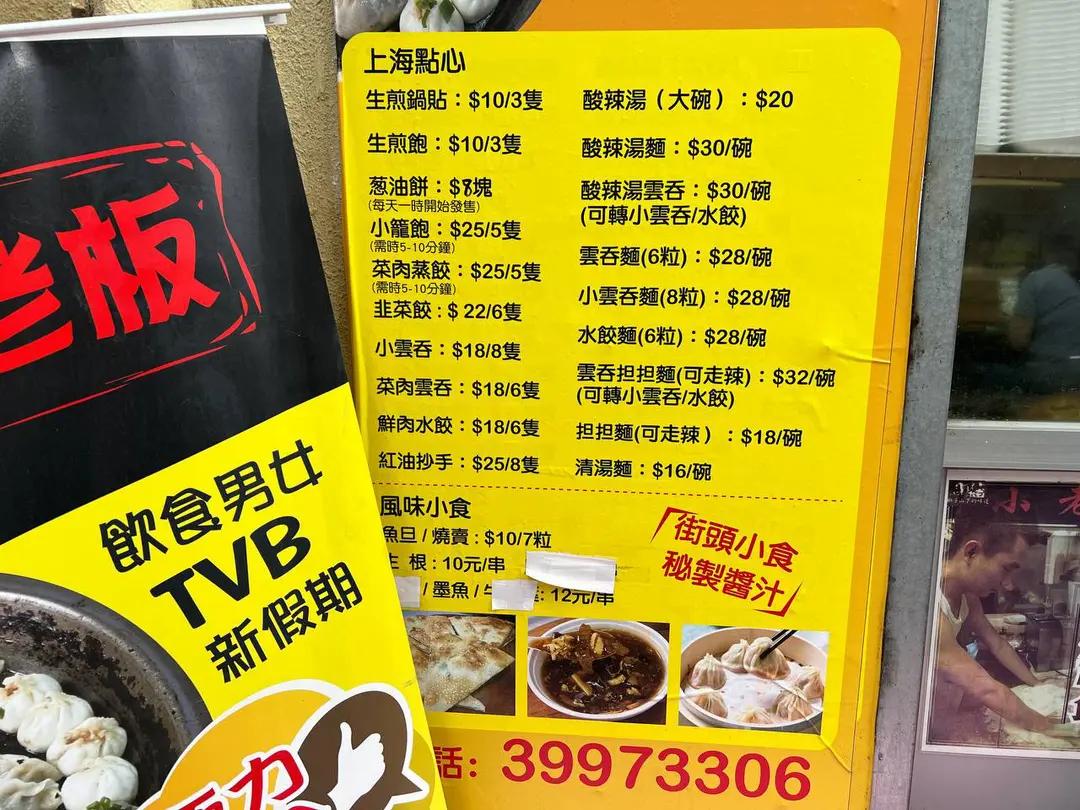 老板
飲食男女
TVB
新假期
上海點心
生煎鍋貼：$10/3隻
生煎飽：$10/3隻
葱油餅：$8塊
(每天一時開始發售)
小籠飽：$25/5隻
(需時5-10分鐘)
菜肉蒸餃：$25/5隻
(需時5-10分鐘)
韭菜餃：$ 22/6隻
小雲吞：$18/8隻
菜肉雲吞：$18/6隻
鮮肉水餃：$18/6隻
紅油抄手：$25/8隻
酸辣湯（大碗）：$20
酸辣湯麵：$30/碗
酸辣湯雲吞：$30/碗
(可轉小雲吞/水餃)
雲吞麵(6粒)：$28/碗
小雲吞麵(8粒)：$28/碗
水餃麵(6粒)：$28/碗
雲吞担担麵(可走辣)：$32/碗
(可轉小雲吞/水餃)
担担麵(可走辣）：$18/碗
清湯麵：$16/碗
風味小食
魚旦 / 燒賣：$10/7粒
生 根：10元/串
/ 墨魚 / 牛 : 12元/串
街頭小食
秘製醬汁
話：39973306
小 老